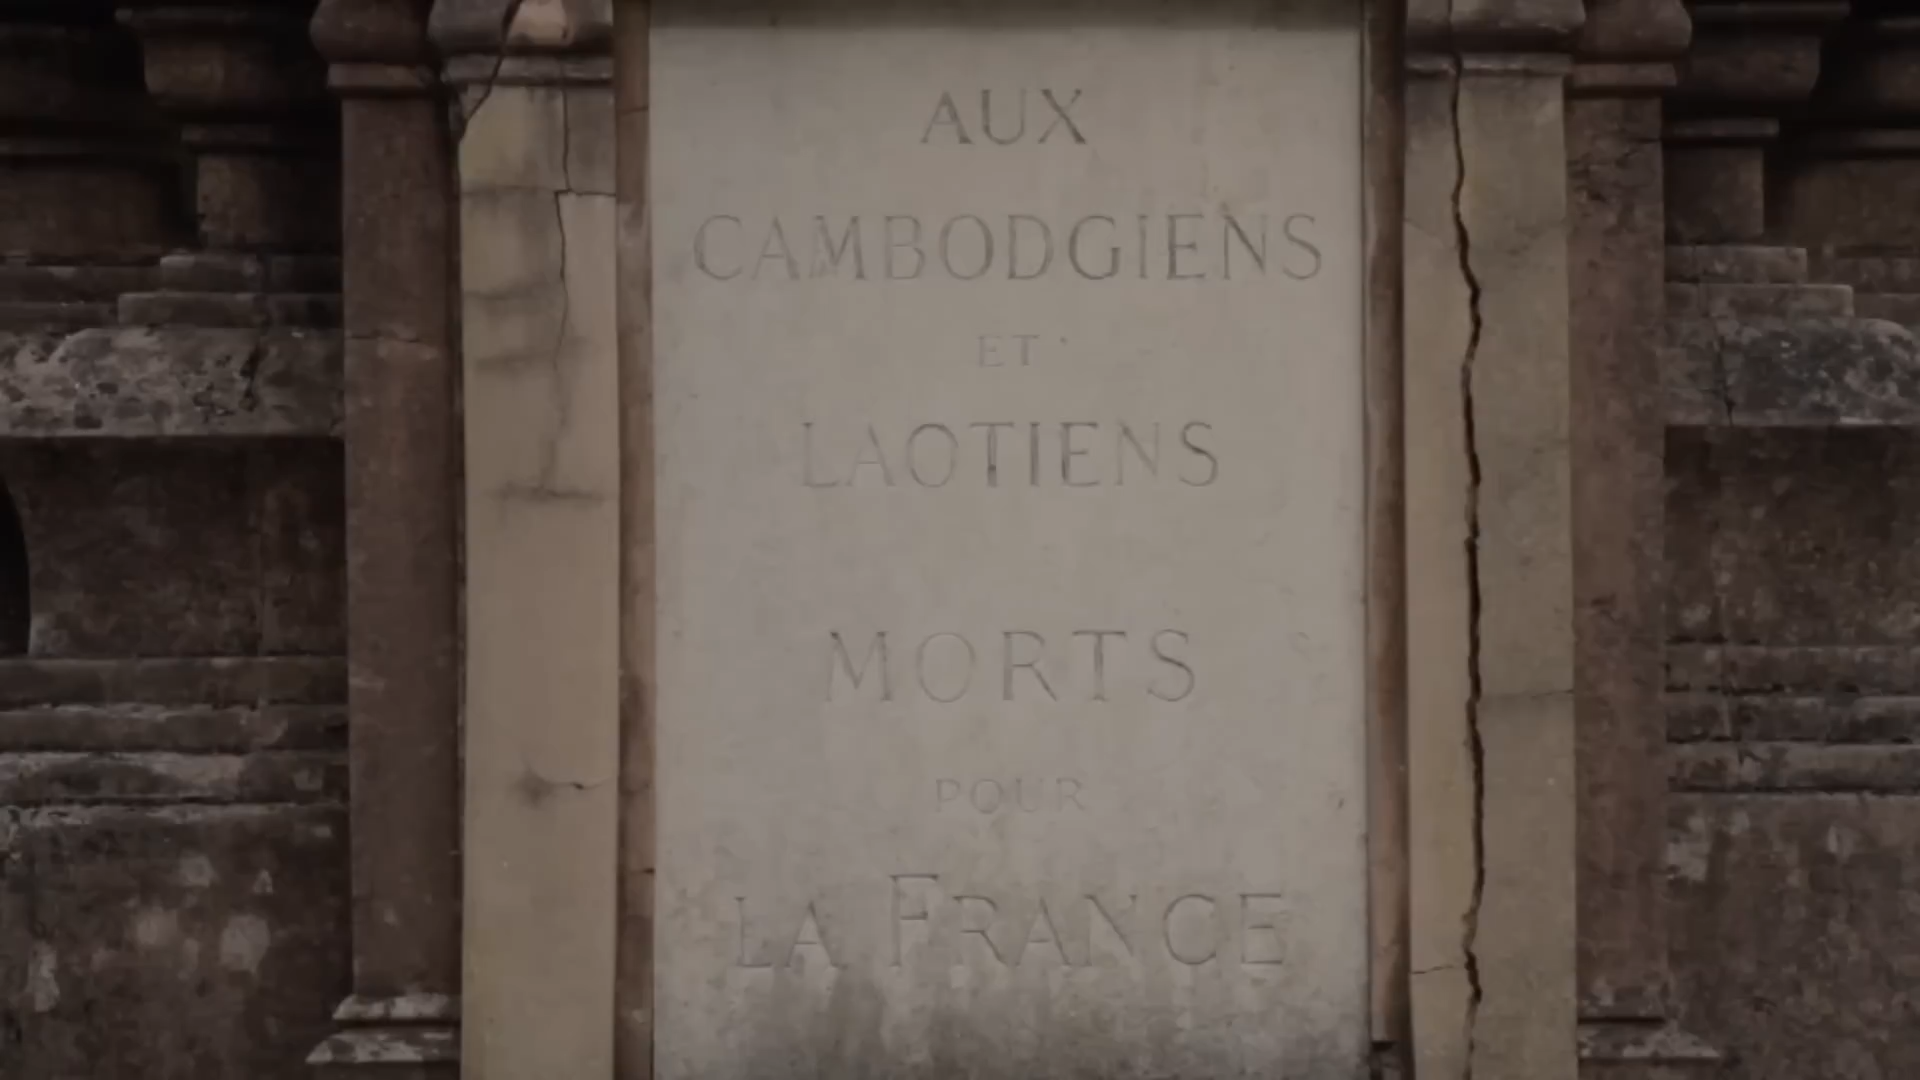 AUX
CAMBODGIENS
ET
LAOTIENS
MORTS
POUR
LA FRANCE